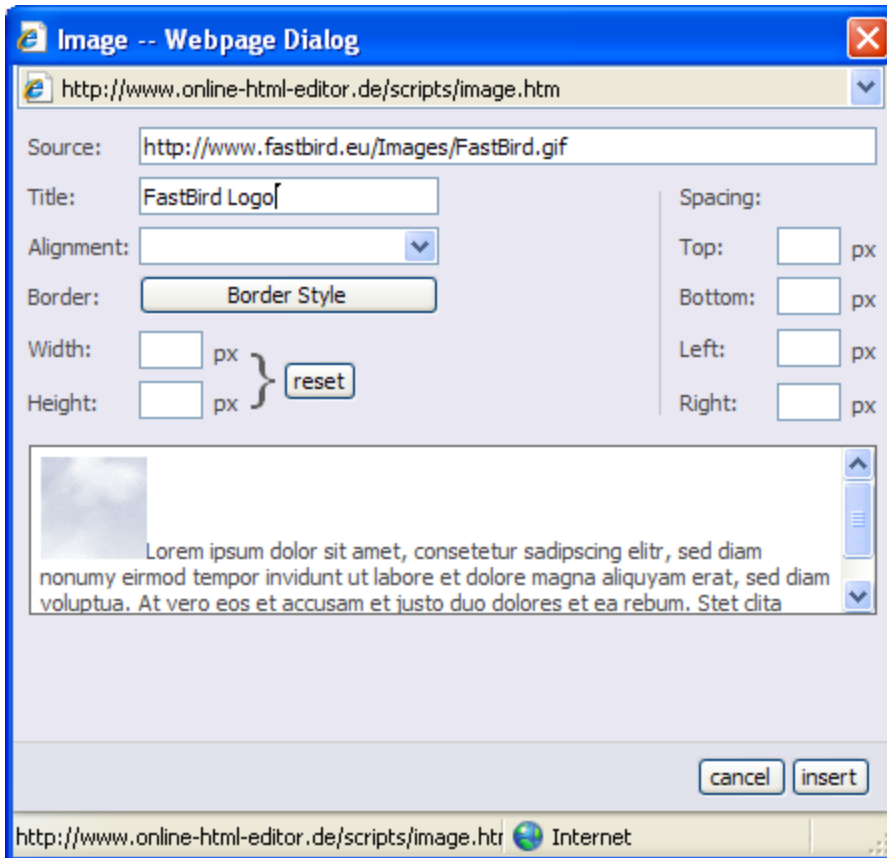 Image -- Webpage Dialog
http://www.online-html-editor.de/scripts/image.htm
Source: http://www.fastbird.eu/Images/FastBird.gif
Title: FastBird Logo Spacing:
Alignment: Top: px
Border: Border Style Bottom: px
Width: px Left: px
} reset
Height: px Right: px
Lorem ipsum dolor sit amet, consetetur sadipscing elitr, sed diam
nonumy eirmod tempor invidunt ut labore et dolore magna aliquyam erat, sed diam
voluptua. At vero eos et accusam et justo duo dolores et ea rebum. Stet clita
cancel insert
http://www.online-html-editor.de/scripts/image.htr Internet